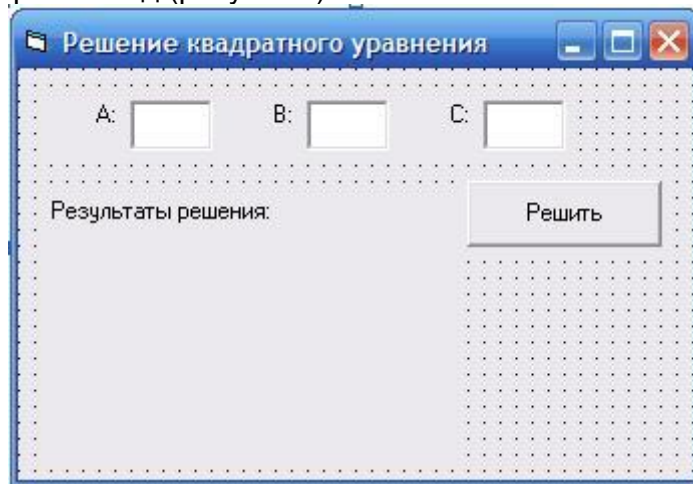 Решение квадратного уравнения
A: B: C:
Результаты решения:
Решить